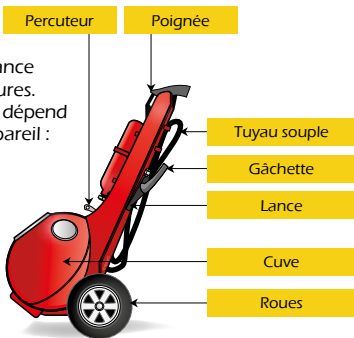 Percuteur
Poignée
ance
ures.
dépend
pareil :
Tuyau souple
Gâchette
Lance
Cuve
Roues